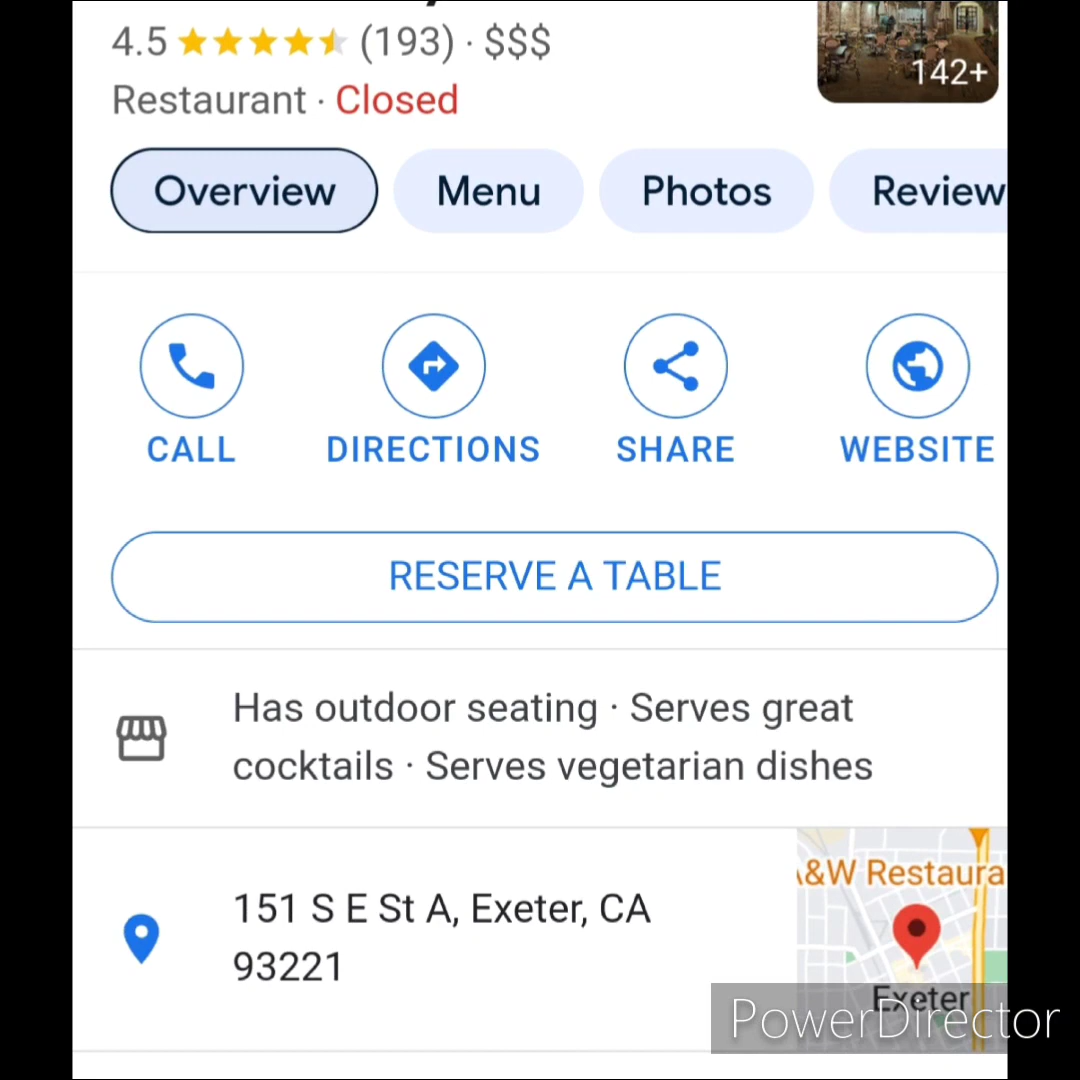 4.5 (193) · $$$
142+
Restaurant · Closed
Overview Menu Photos Review
CALL DIRECTIONS SHARE WEBSITE
RESERVE A TABLE
Has outdoor seating · Serves great
cocktails · Serves vegetarian dishes
&W Restaura
151 S E St A, Exeter, CA
93221
Exeter
PowerDirector